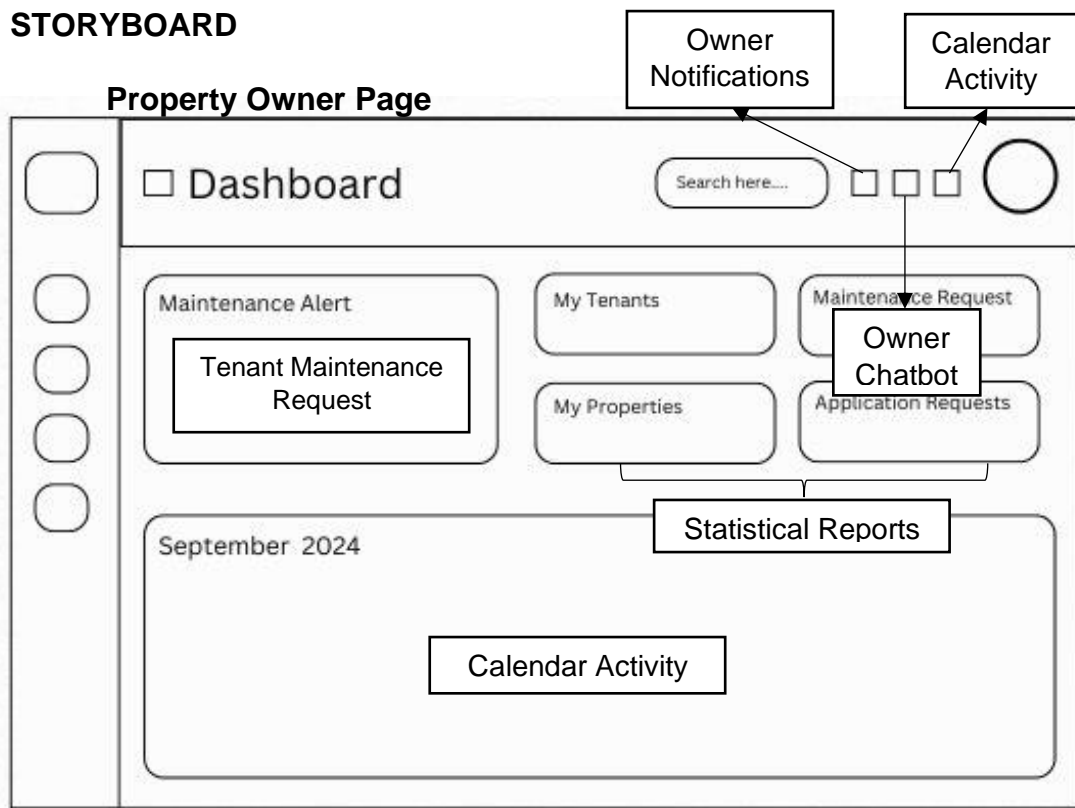 STORYBOARD
Owner
Notifications
Calendar
Activity
Property Owner Page
Dashboard
Search here....
Maintenance Alert
Tenant Maintenance
Request
My Tenants
Maintenance Request
Owner
Chatbot
My Properties
Application Requests
Statistical Reports
September 2024
Calendar Activity